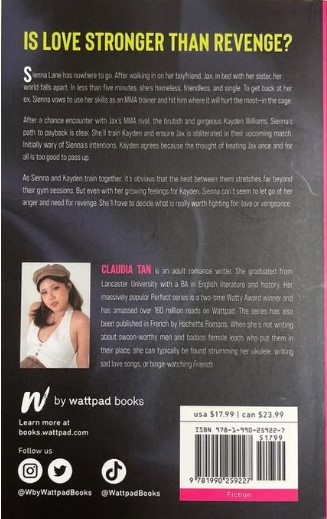 IS LOVE STRONGER THAN REVENGE?
Sienna Lane has nowhere to go. After walking in on her boyfriend, Jax, in bed with her sister, her
world falls apart. In less than five minutes, she's homeless, friendless, and single. To get back at her
ex, Sienna vows to use her skills as an MMA trainer and hit him where it will hurt the most—in the cage.
After a chance encounter with Jax's MMA rival, the brutish and gorgeous Kayden Williams, Sienna's
path to payback is clear. She'll train Kayden and ensure Jax is obliterated in their upcoming match.
Initially wary of Sienna's intentions, Kayden agrees because the thought of beating Jax once and for
all is too good to pass up.
As Sienna and Kayden train together, it's obvious that the heat between them stretches far beyond
their gym sessions. But even with her growing feelings for Kayden, Sienna can't seem to let go of her
anger and need for revenge. She'll have to decide what is really worth fighting for: love or vengeance.
CLAUDIA TAN is an adult romance writer. She graduated from
Lancaster University with a BA in English literature and history. Her
massively popular Perfect series is a two-time Watty Award winner and
has amassed over 160 million reads on Wattpad. The series has also
been published in French by Hachette Romans. When she's not writing
about swoon-worthy men and badass female leads who put them in
their place, she can typically be found strumming her ukulele, writing
sad love songs, or binge-watching Friends.
W by wattpad books
Learn more at
books.wattpad.com
Follow us
@WbyWattpadBooks @WattpadBooks
usa $17.99 | can $23.99
ISBN 978-1-990-25922-7
51799
9 781990 259227
Fiction